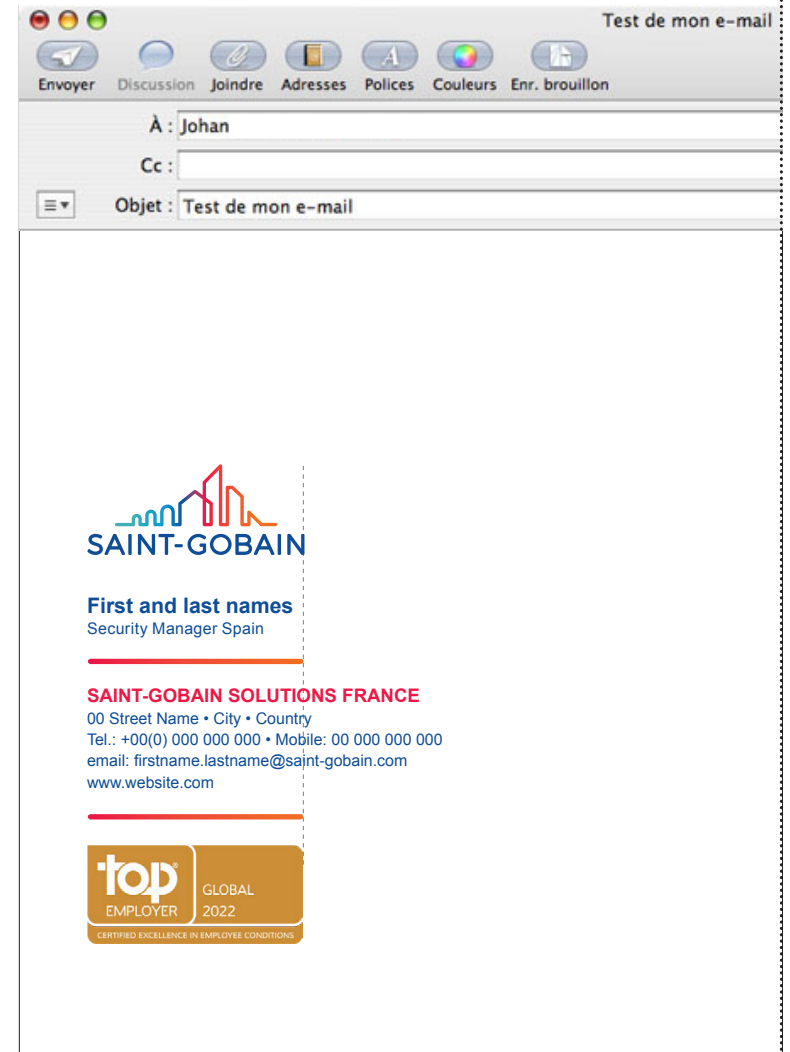 Test de mon e-mail
Envoyer Discussion Joindre Adresses Polices Couleurs Enr. brouillon
À : Johan
Cc :
Objet : Test de mon e-mail
SAINT-GOBAIN
First and last names
Security Manager Spain
SAINT-GOBAIN SOLUTIONS FRANCE
00 Street Name • City • Country
Tel.: +00(0) 000 000 000 • Mobile: 00 000 000 000
email: firstname.lastname@saint-gobain.com
www.website.com
top®
EMPLOYER
GLOBAL
2022
CERTIFIED EXCELLENCE IN EMPLOYEE CONDITIONS